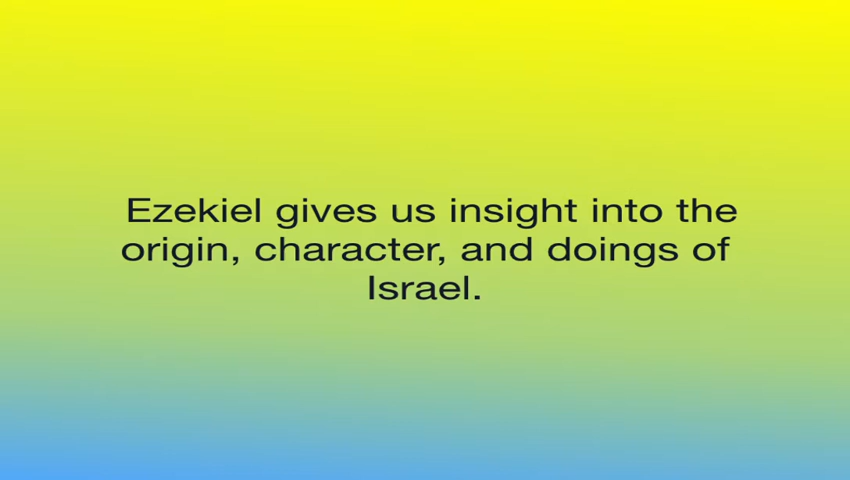 Ezekiel gives us insight into the
origin, character, and doings of
Israel.